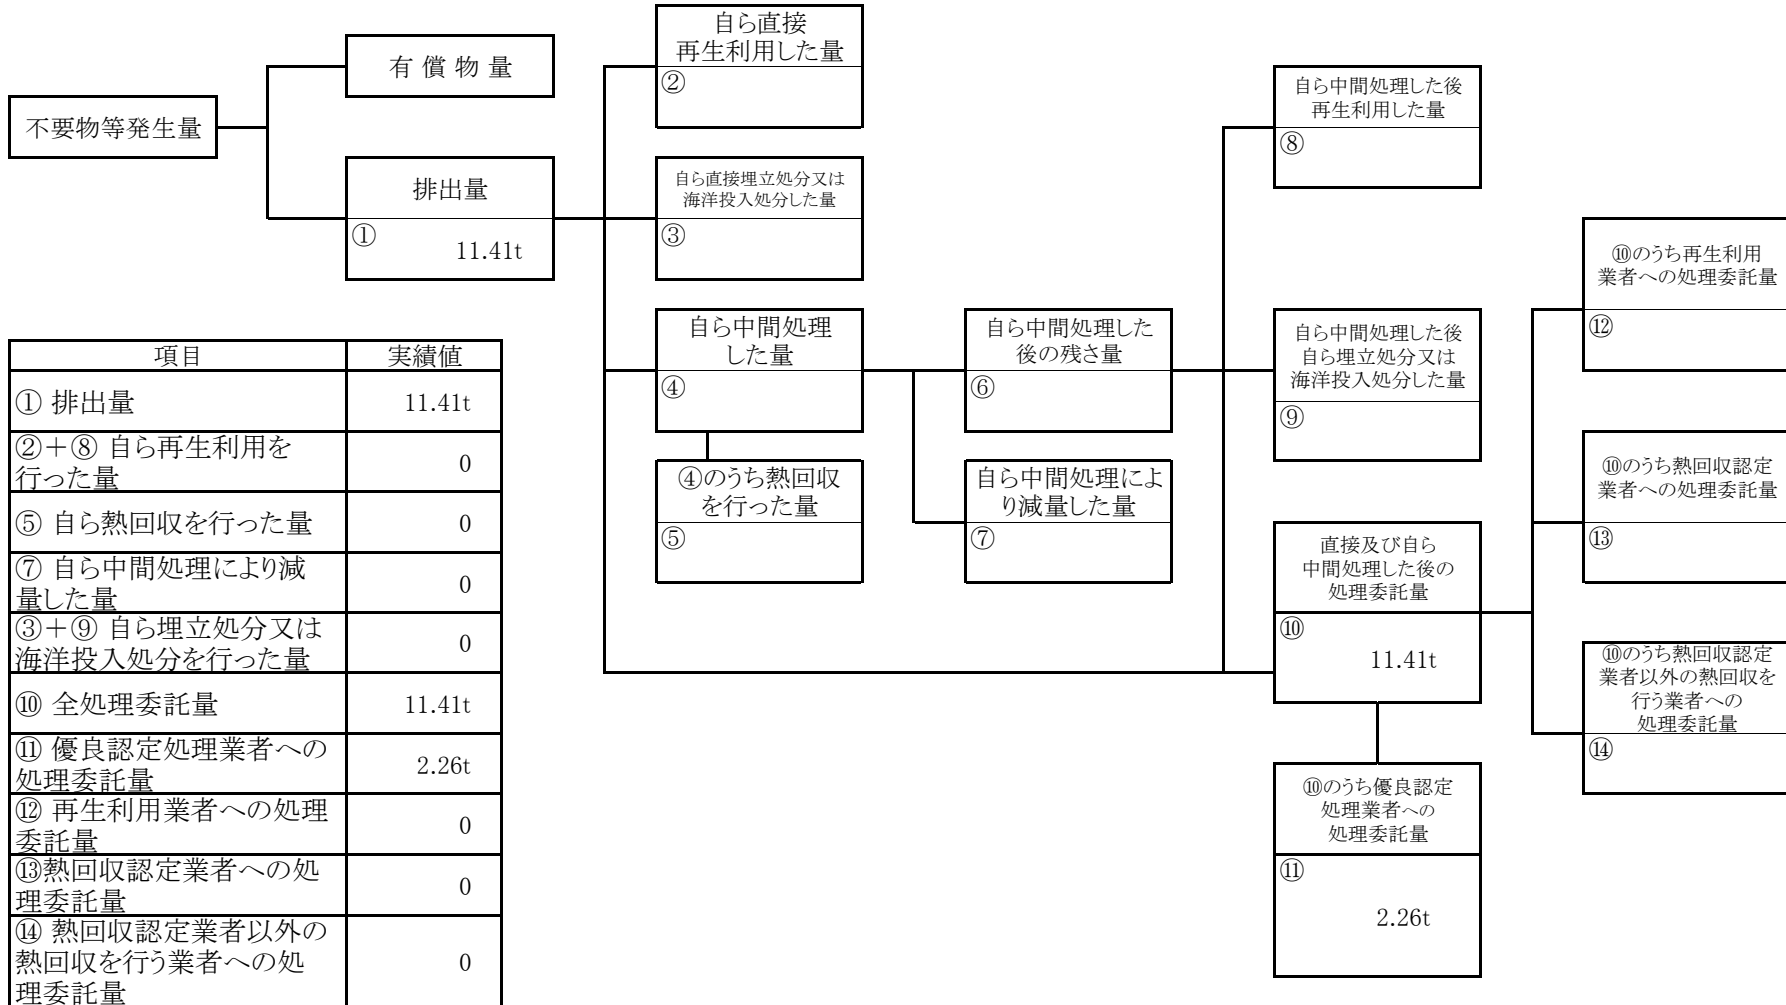 不要物等発生量
有 償 物 量
排出量
①
11.41t
自ら直接
再生利用した量
②
自ら直接埋立処分又は
海洋投入処分した量
③
自ら中間処理
した量
④
④のうち熱回収
を行った量
⑤
自ら中間処理した
後の残さ量
⑥
自ら中間処理によ
り減量した量
⑦
自ら中間処理した後
再生利用した量
⑧
自ら中間処理した後
自ら埋立処分又は
海洋投入処分した量
⑨
直接及び自ら
中間処理した後の
処理委託量
⑩
11.41t
⑩のうち優良認定
処理業者への
処理委託量
⑪
2.26t
⑩のうち再生利用
業者への処理委託量
⑫
⑩のうち熱回収認定
業者への処理委託量
⑬
⑩のうち熱回収認定
業者以外の熱回収を
行う業者への
処理委託量
⑭
項目 実績値
① 排出量 11.41t
②＋⑧ 自ら再生利用を
行った量 0
⑤ 自ら熱回収を行った量 0
⑦ 自ら中間処理により減
量した量 0
③＋⑨ 自ら埋立処分又は
海洋投入処分を行った量 0
⑩ 全処理委託量 11.41t
⑪ 優良認定処理業者への
処理委託量 2.26t
⑫ 再生利用業者への処理
委託量 0
⑬熱回収認定業者への処
理委託量 0
⑭ 熱回収認定業者以外の
熱回収を行う業者への処
理委託量 0